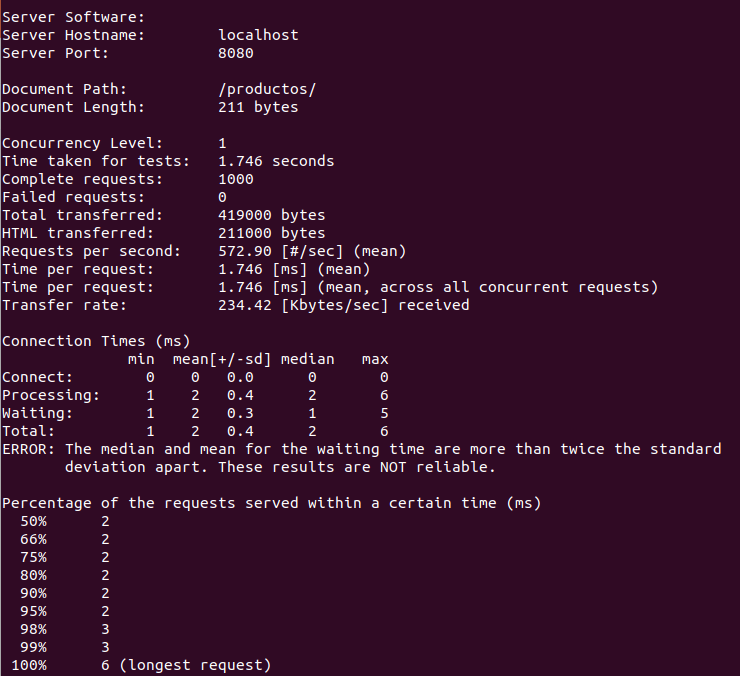 Server Software:
Server Hostname:        localhost
Server Port:            8080
Document Path:          /productos/
Document Length:        211 bytes
Concurrency Level:      1
Time taken for tests:   1.746 seconds
Complete requests:      1000
Failed requests:        0
Total transferred:      419000 bytes
HTML transferred:       211000 bytes
Requests per second:    572.90 [#/sec] (mean)
Time per request:       1.746 [ms] (mean)
Time per request:       1.746 [ms] (mean, across all concurrent requests)
Transfer rate:          234.42 [Kbytes/sec] received
Connection Times (ms)
              min  mean[+/-sd] median   max
Connect:        0    0   0.0      0       0
Processing:     1    2   0.4      2       6
Waiting:        1    2   0.3      1       5
Total:          1    2   0.4      2       6
ERROR: The median and mean for the waiting time are more than twice the standard
       deviation apart. These results are NOT reliable.
Percentage of the requests served within a certain time (ms)
  50%      2
  66%      2
  75%      2
  80%      2
  90%      2
  95%      2
  98%      3
  99%      3
 100%      6 (longest request)